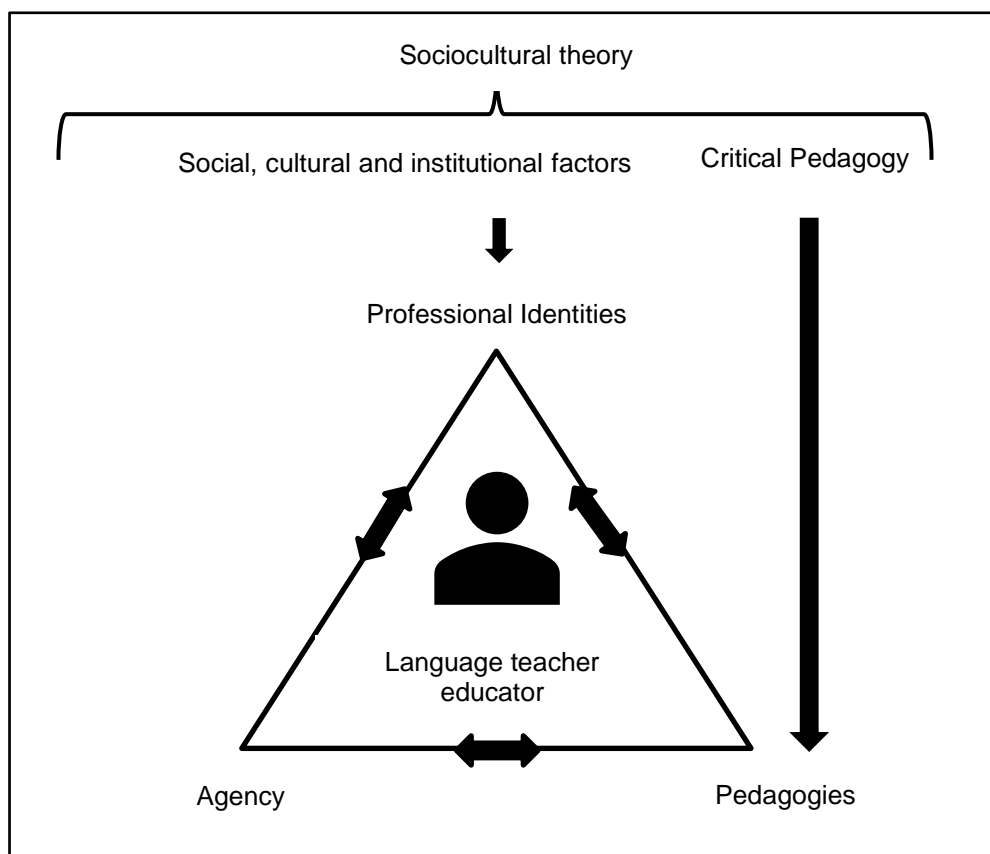 Sociocultural theory
Social, cultural and institutional factors
Critical Pedagogy
Professional Identities
Language teacher
educator
Agency
Pedagogies